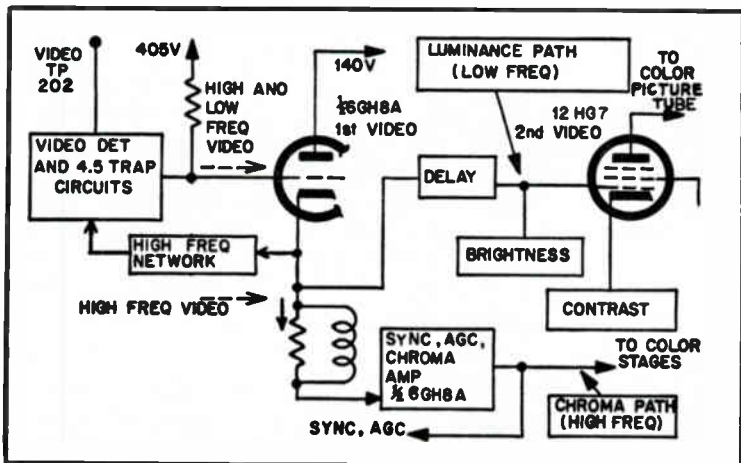 VIDEO
TP
202
405V
HIGH ANO
LOW
FREQ
VIDEO
140V
½6GH8A
1st VIDEO
LUMINANCE PATH
(LOW FREQ)
TO
COLOR
PICTURE
TUBE
12 HG7
2nd VIDEO
VIDEO DET
AND 4.5 TRAP
CIRCUITS
DELAY
HIGH FREQ
NETWORK
BRIGHTNESS
HIGH FREQ VIDEO
CONTRAST
SYNC, AGC,
CHROMA
AMP
½ 6GH8A
TO COLOR
STAGES
CHROMA PATH
(HIGH FREQ)
SYNC, AGC